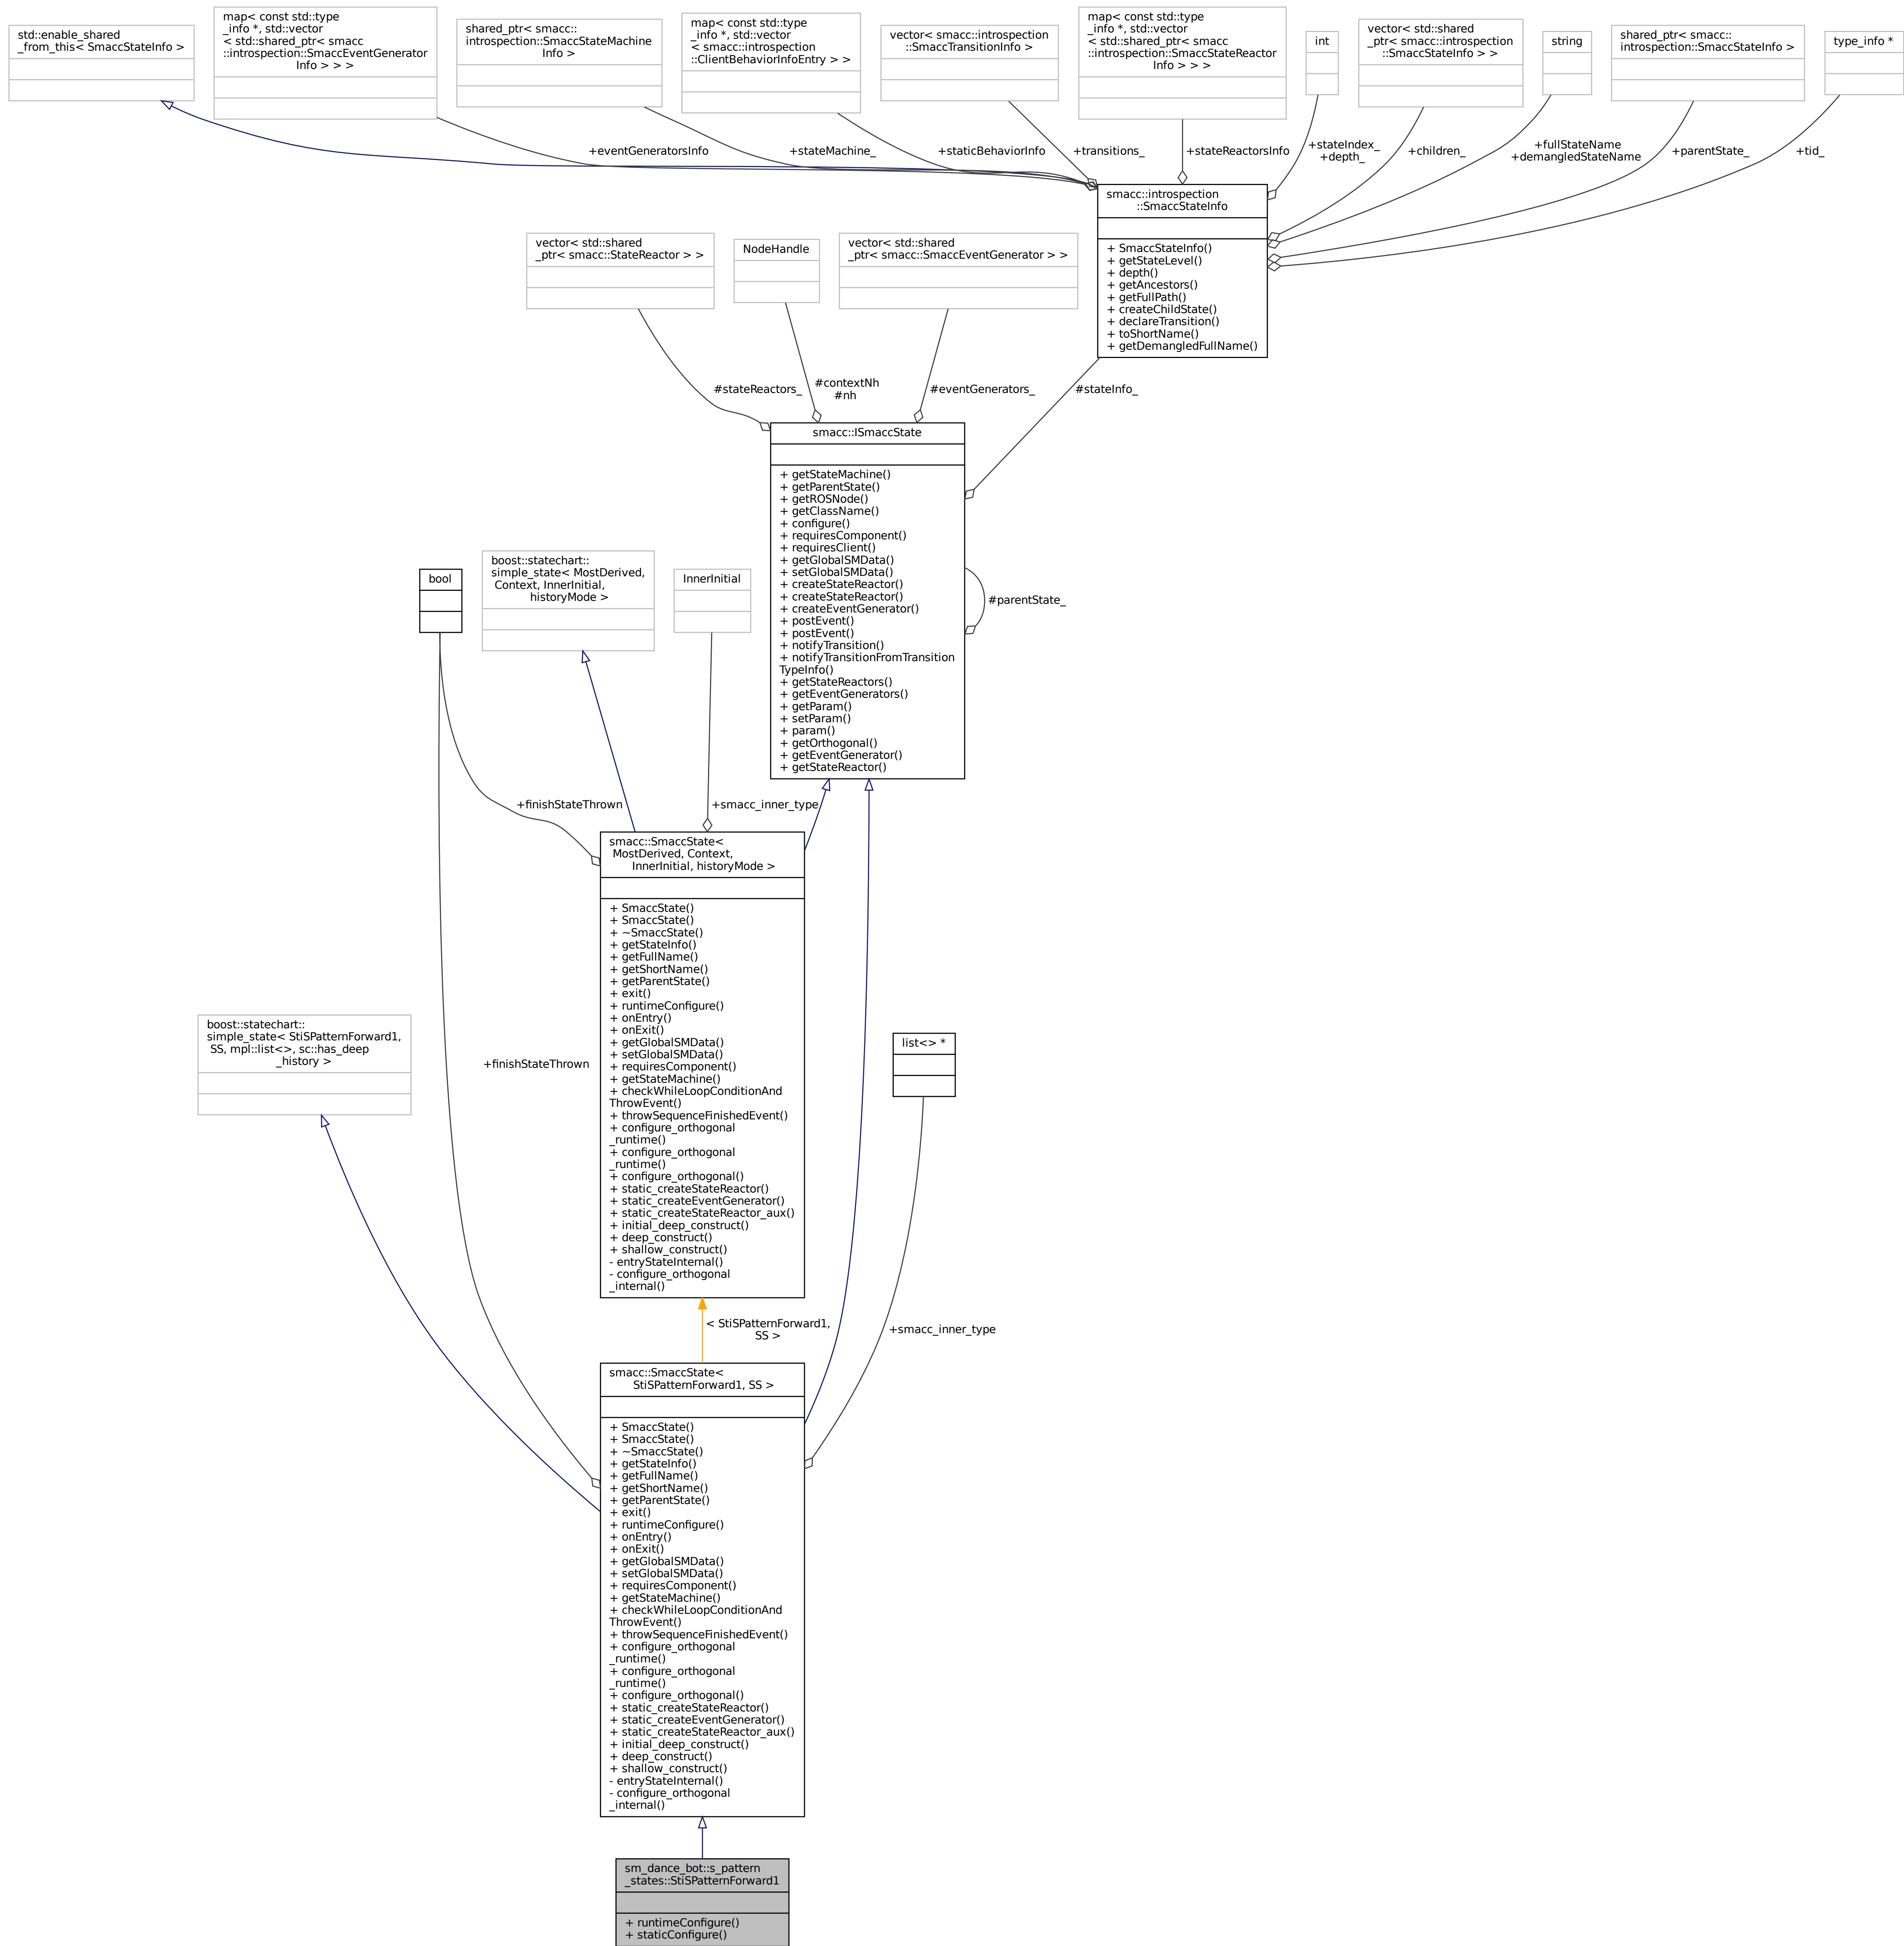 std::enable_shared
_from_this< SmaccStateInfo >
map< const std::type
_info *, std::vector
< std::shared_ptr< smacc
::introspection::SmaccEventGenerator
Info > > >
shared_ptr< smacc::
introspection::SmaccStateMachine
Info >
map< const std::type
_info *, std::vector
< smacc::introspection
::ClientBehaviorInfoEntry > >
vector< smacc::introspection
::SmaccTransitionInfo >
map< const std::type
_info *, std::vector
< std::shared_ptr< smacc
::introspection::SmaccStateReactor
Info > > >
int
vector< std::shared
_ptr< smacc::introspection
::SmaccStateInfo > >
string
shared_ptr< smacc::
introspection::SmaccStateInfo >
type_info *
+eventGeneratorsInfo
+stateMachine_
+staticBehaviorInfo
+transitions_
+stateReactorsInfo
+stateIndex_
+depth_
+children_
+fullStateName
+demangledStateName
+parentState_
+tid_
smacc::introspection
::SmaccStateInfo
+ SmaccStateInfo()
+ getStateLevel()
+ depth()
+ getAncestors()
+ getFullPath()
+ createChildState()
+ declareTransition()
+ toShortName()
+ getDemangledFullName()
vector< std::shared
_ptr< smacc::StateReactor > >
NodeHandle
vector< std::shared
_ptr< smacc::SmaccEventGenerator > >
#stateReactors_
#contextNh
#nh
#eventGenerators_
#stateInfo_
smacc::ISmaccState
+ getStateMachine()
+ getParentState()
+ getROSNode()
+ getClassName()
+ configure()
+ requiresComponent()
+ requiresClient()
+ getGlobalSMData()
+ setGlobalSMData()
+ createStateReactor()
+ createStateReactor()
+ createEventGenerator()
+ postEvent()
+ postEvent()
+ notifyTransition()
+ notifyTransitionFromTransition
TypeInfo()
+ getStateReactors()
+ getEventGenerators()
+ getParam()
+ setParam()
+ param()
+ getOrthogonal()
+ getEventGenerator()
+ getStateReactor()
#parentState_
bool
boost::statechart::
simple_state< MostDerived,
Context, InnerInitial,
historyMode >
InnerInitial
+finishStateThrown
+smacc_inner_type
smacc::SmaccState<
MostDerived, Context,
InnerInitial, historyMode >
+ SmaccState()
+ SmaccState()
+ ~SmaccState()
+ getStateInfo()
+ getFullName()
+ getShortName()
+ getParentState()
+ exit()
+ runtimeConfigure()
+ onEntry()
+ onExit()
+ getGlobalSMData()
+ setGlobalSMData()
+ requiresComponent()
+ getStateMachine()
+ checkWhileLoopConditionAnd
ThrowEvent()
+ throwSequenceFinishedEvent()
+ configure_orthogonal
_runtime()
+ configure_orthogonal
_runtime()
+ configure_orthogonal()
+ static_createStateReactor()
+ static_createEventGenerator()
+ static_createStateReactor_aux()
+ initial_deep_construct()
+ deep_construct()
+ shallow_construct()
- entryStateInternal()
- configure_orthogonal
_internal()
boost::statechart::
simple_state< StiSPatternForward1,
SS, mpl::list<>, sc::has_deep
_history >
+finishStateThrown
list<> *
< StiSPatternForward1,
SS >
+smacc_inner_type
smacc::SmaccState<
StiSPatternForward1, SS >
+ SmaccState()
+ SmaccState()
+ ~SmaccState()
+ getStateInfo()
+ getFullName()
+ getShortName()
+ getParentState()
+ exit()
+ runtimeConfigure()
+ onEntry()
+ onExit()
+ getGlobalSMData()
+ setGlobalSMData()
+ requiresComponent()
+ getStateMachine()
+ checkWhileLoopConditionAnd
ThrowEvent()
+ throwSequenceFinishedEvent()
+ configure_orthogonal
_runtime()
+ configure_orthogonal
_runtime()
+ configure_orthogonal()
+ static_createStateReactor()
+ static_createEventGenerator()
+ static_createStateReactor_aux()
+ initial_deep_construct()
+ deep_construct()
+ shallow_construct()
- entryStateInternal()
- configure_orthogonal
_internal()
sm_dance_bot::s_pattern
_states::StiSPatternForward1
+ runtimeConfigure()
+ staticConfigure()